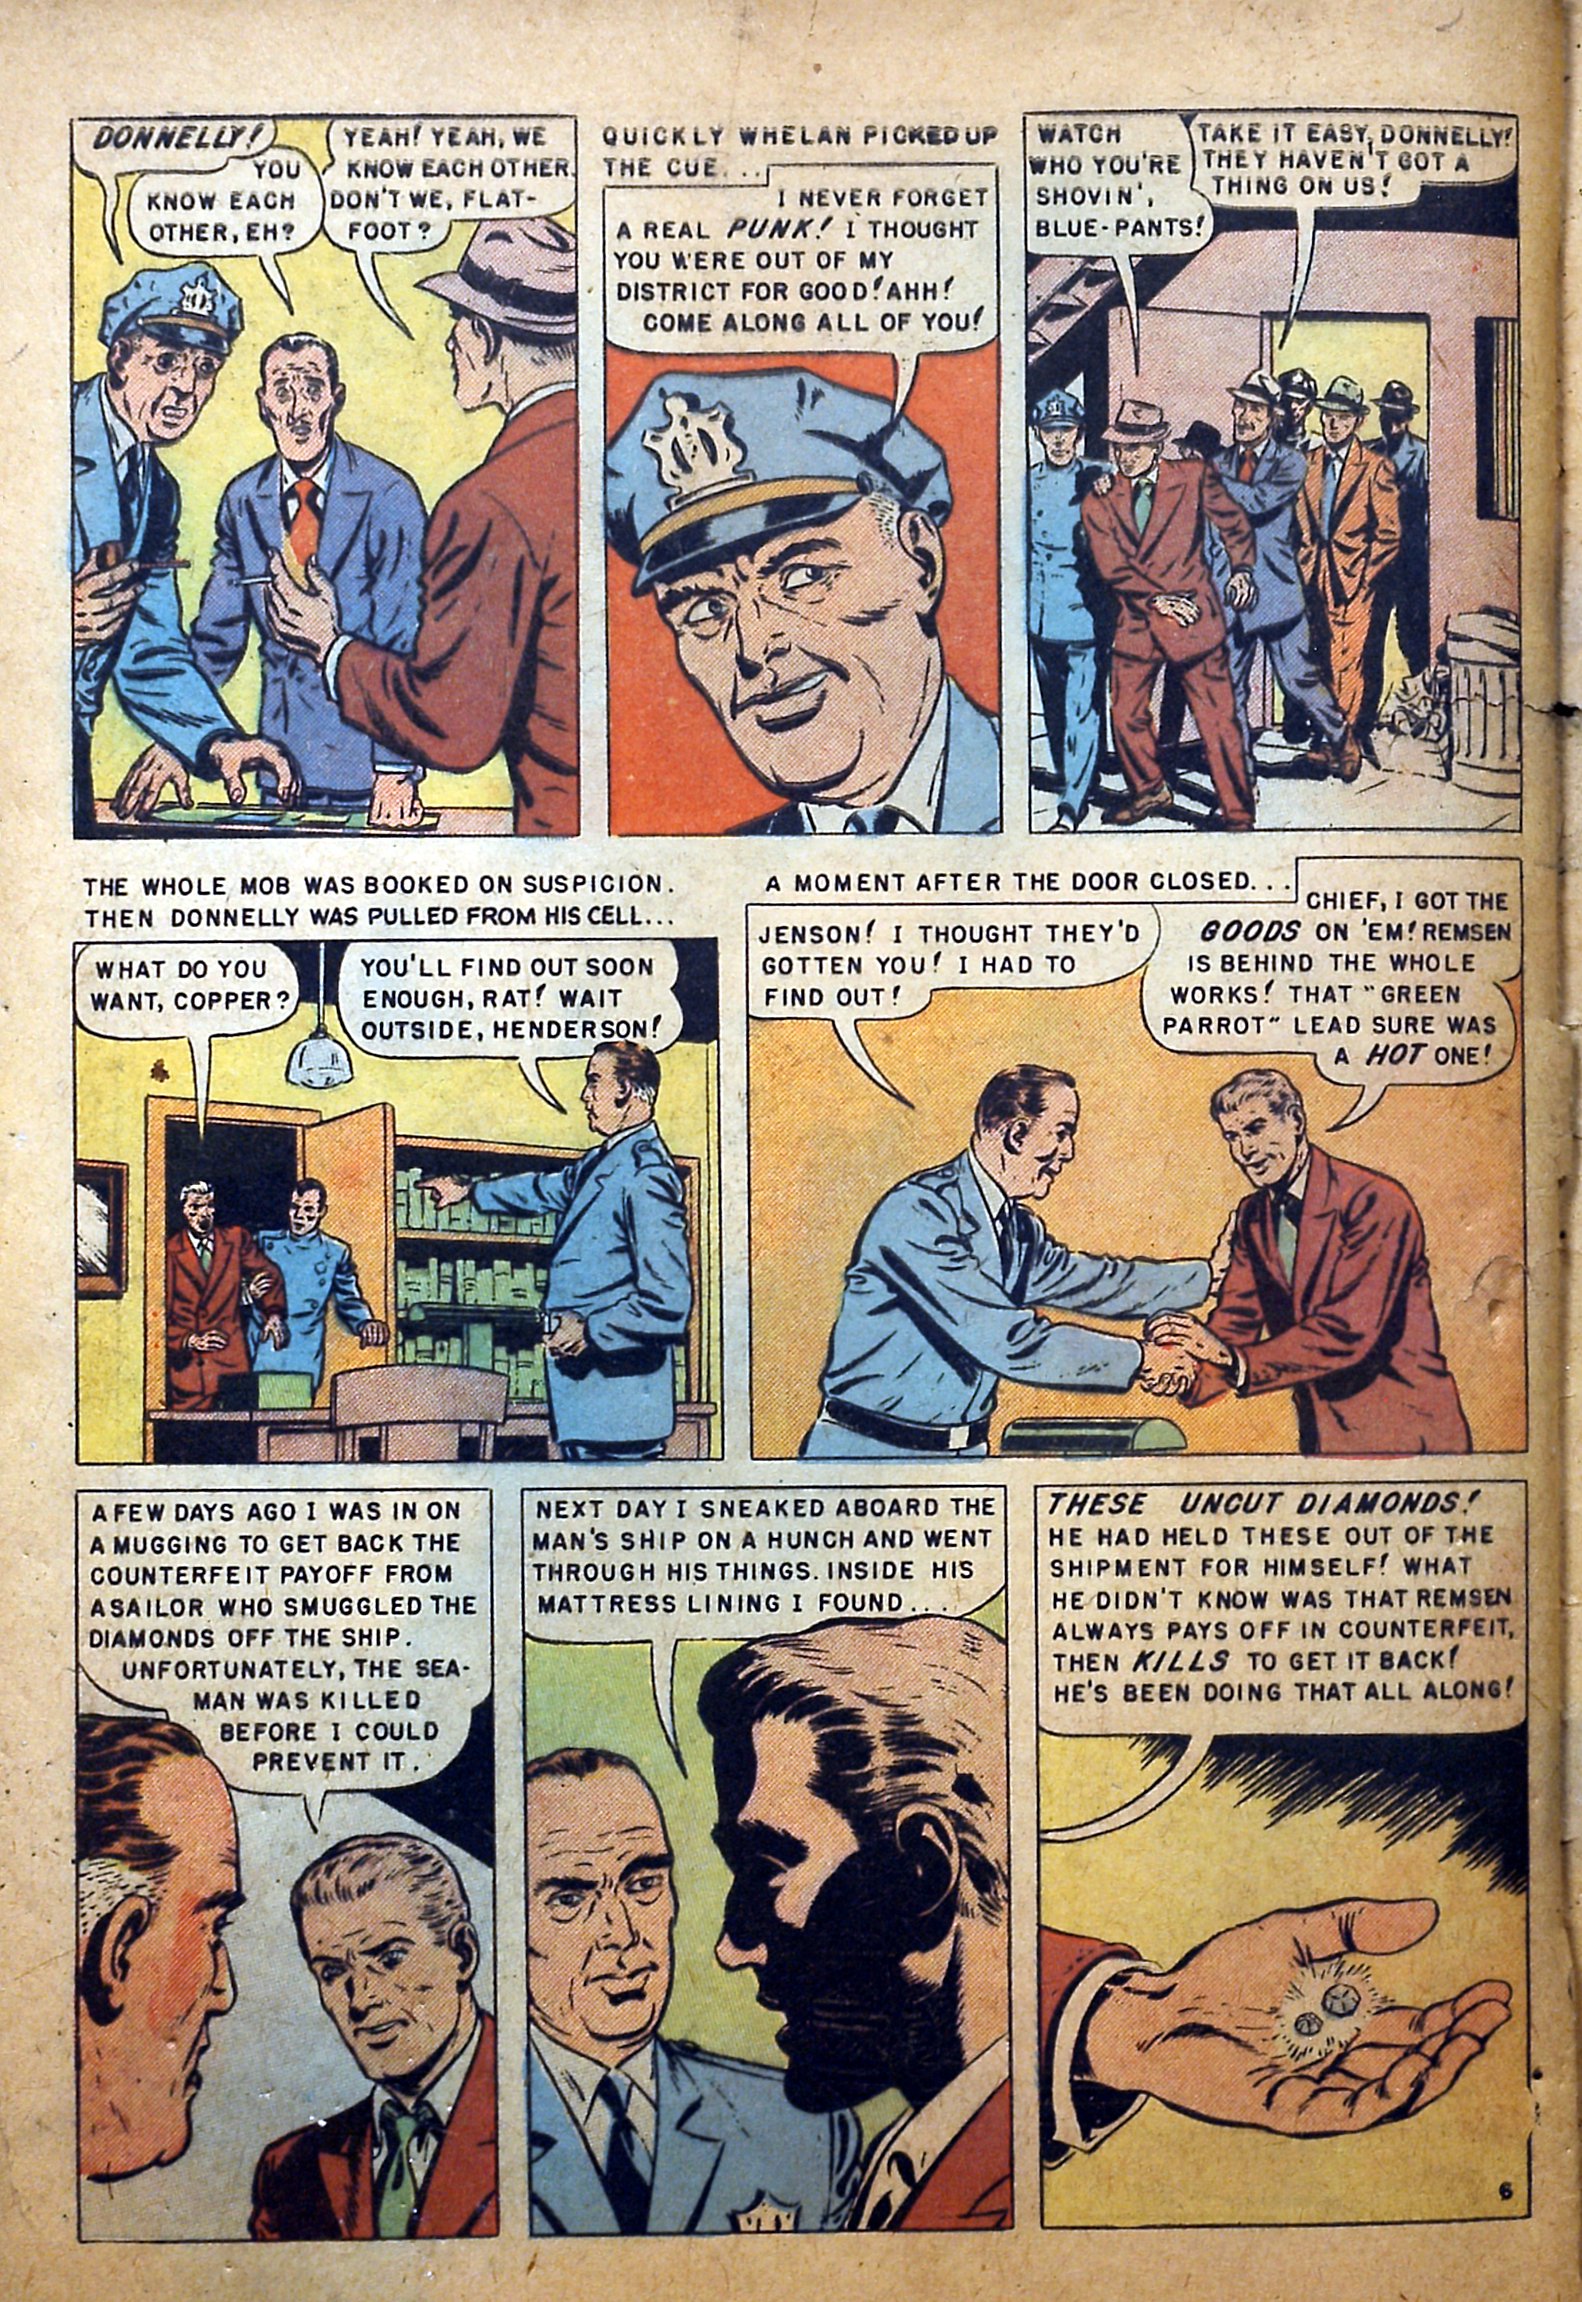 DONNELLY!
YOU
KNOW EACH
OTHER, EH?
YEAH! YEAH, WE
KNOW EACH OTHER.
DON'T WE, FLAT-
FOOT?
QUICKLY WHELAN PICKED UP
THE CUE...
I NEVER FORGET
A REAL PUNK! I THOUGHT
YOU WERE OUT OF MY
DISTRICT FOR GOOD! AHH!
COME ALONG ALL OF YOU!
WATCH
WHO YOU'RE
SHOVIN',
BLUE-PANTS!
TAKE IT EASY, DONNELLY!
THEY HAVEN'T GOT A
THING ON US!
THE WHOLE MOB WAS BOOKED ON SUSPICION.
THEN DONNELLY WAS PULLED FROM HIS CELL...
WHAT DO YOU
WANT, COPPER?
YOU'LL FIND OUT SOON
ENOUGH, RAT! WAIT
OUTSIDE, HENDERSON!
A MOMENT AFTER THE DOOR CLOSED...
JENSON! I THOUGHT THEY'D
GOTTEN YOU! I HAD TO
FIND OUT!
CHIEF, I GOT THE
GOODS ON 'EM! REMSEN
IS BEHIND THE WHOLE
WORKS! THAT "GREEN
PARROT" LEAD SURE WAS
A HOT ONE!
A FEW DAYS AGO I WAS IN ON
A MUGGING TO GET BACK THE
COUNTERFEIT PAYOFF FROM
A SAILOR WHO SMUGGLED THE
DIAMONDS OFF THE SHIP.
UNFORTUNATELY, THE SEA-
MAN WAS KILLED
BEFORE I COULD
PREVENT IT.
NEXT DAY I SNEAKED ABOARD THE
MAN'S SHIP ON A HUNCH AND WENT
THROUGH HIS THINGS. INSIDE HIS
MATTRESS LINING I FOUND....
THESE UNCUT DIAMONDS!
HE HAD HELD THESE OUT OF THE
SHIPMENT FOR HIMSELF! WHAT
HE DIDN'T KNOW WAS THAT REMSEN
ALWAYS PAYS OFF IN COUNTERFEIT,
THEN KILLS TO GET IT BACK!
HE'S BEEN DOING THAT ALL ALONG!
6